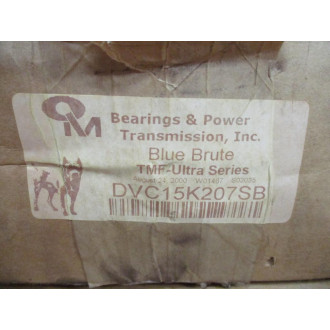 QM
Bearings & Power
Transmission, Inc.
Blue Brute
TMF-Ultra Series
DVC15K207SB